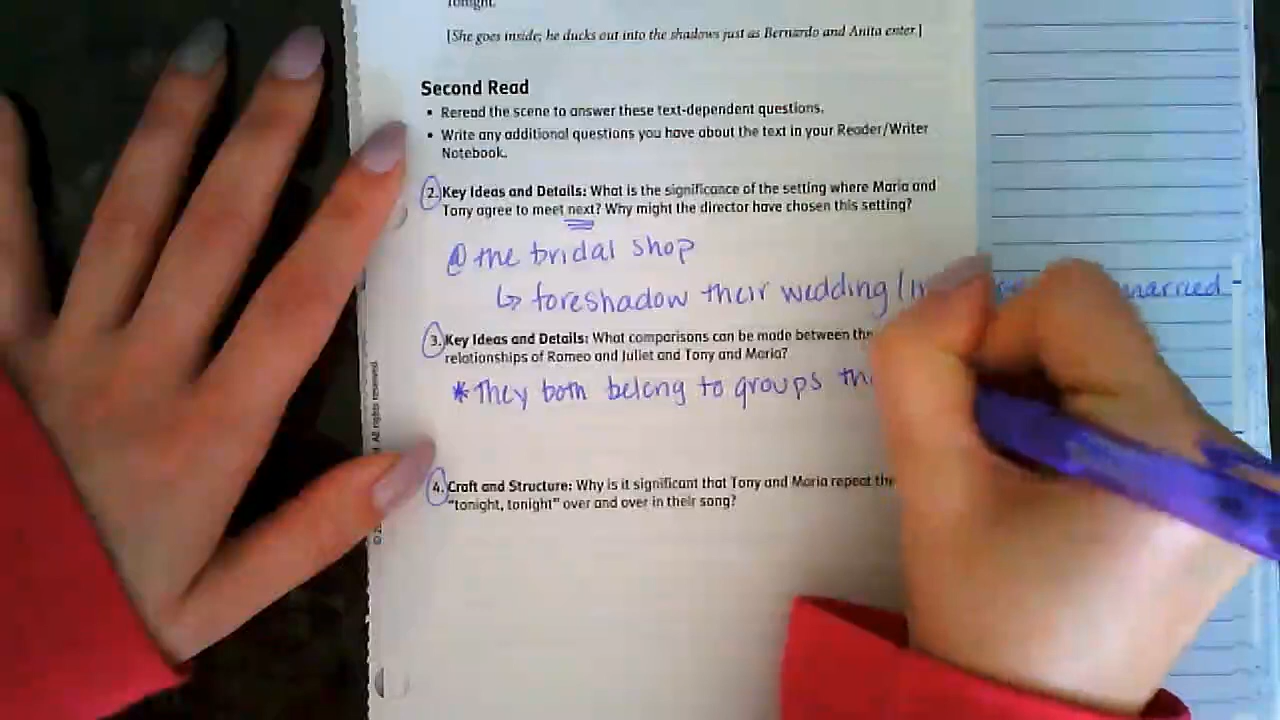 tonight.
[She goes inside; he ducks out into the shadows just as Bernardo and Anita enter.]
Second Read
• Reread the scene to answer these text-dependent questions.
• Write any additional questions you have about the text in your Reader/Writer
Notebook.
2. Key Ideas and Details: What is the significance of the setting where Maria and
Tony agree to meet next? Why might the director have chosen this setting?
@ the bridal shop
↳ foreshadow their wedding married
3. Key Ideas and Details: What comparisons can be made between the
relationships of Romeo and Juliet and Tony and Maria?
*They both belong to groups
4. Craft and Structure: Why is it significant that Tony and Maria repeat the
"tonight, tonight" over and over in their song?
All rights reserved.